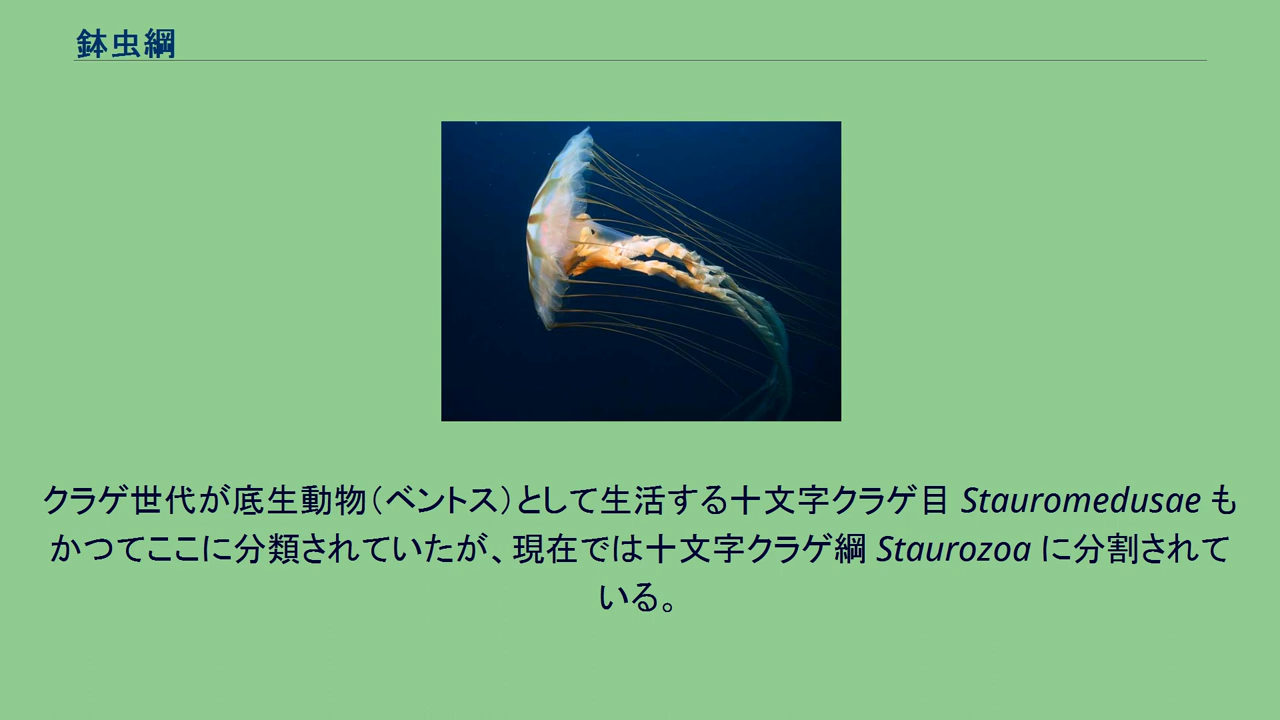 鉢虫綱
クラゲ世代が底生動物（ベントス）として生活する十文字クラゲ目 Stauromedusae も
かつてここに分類されていたが、現在では十文字クラゲ綱 Staurozoa に分割されて
いる。